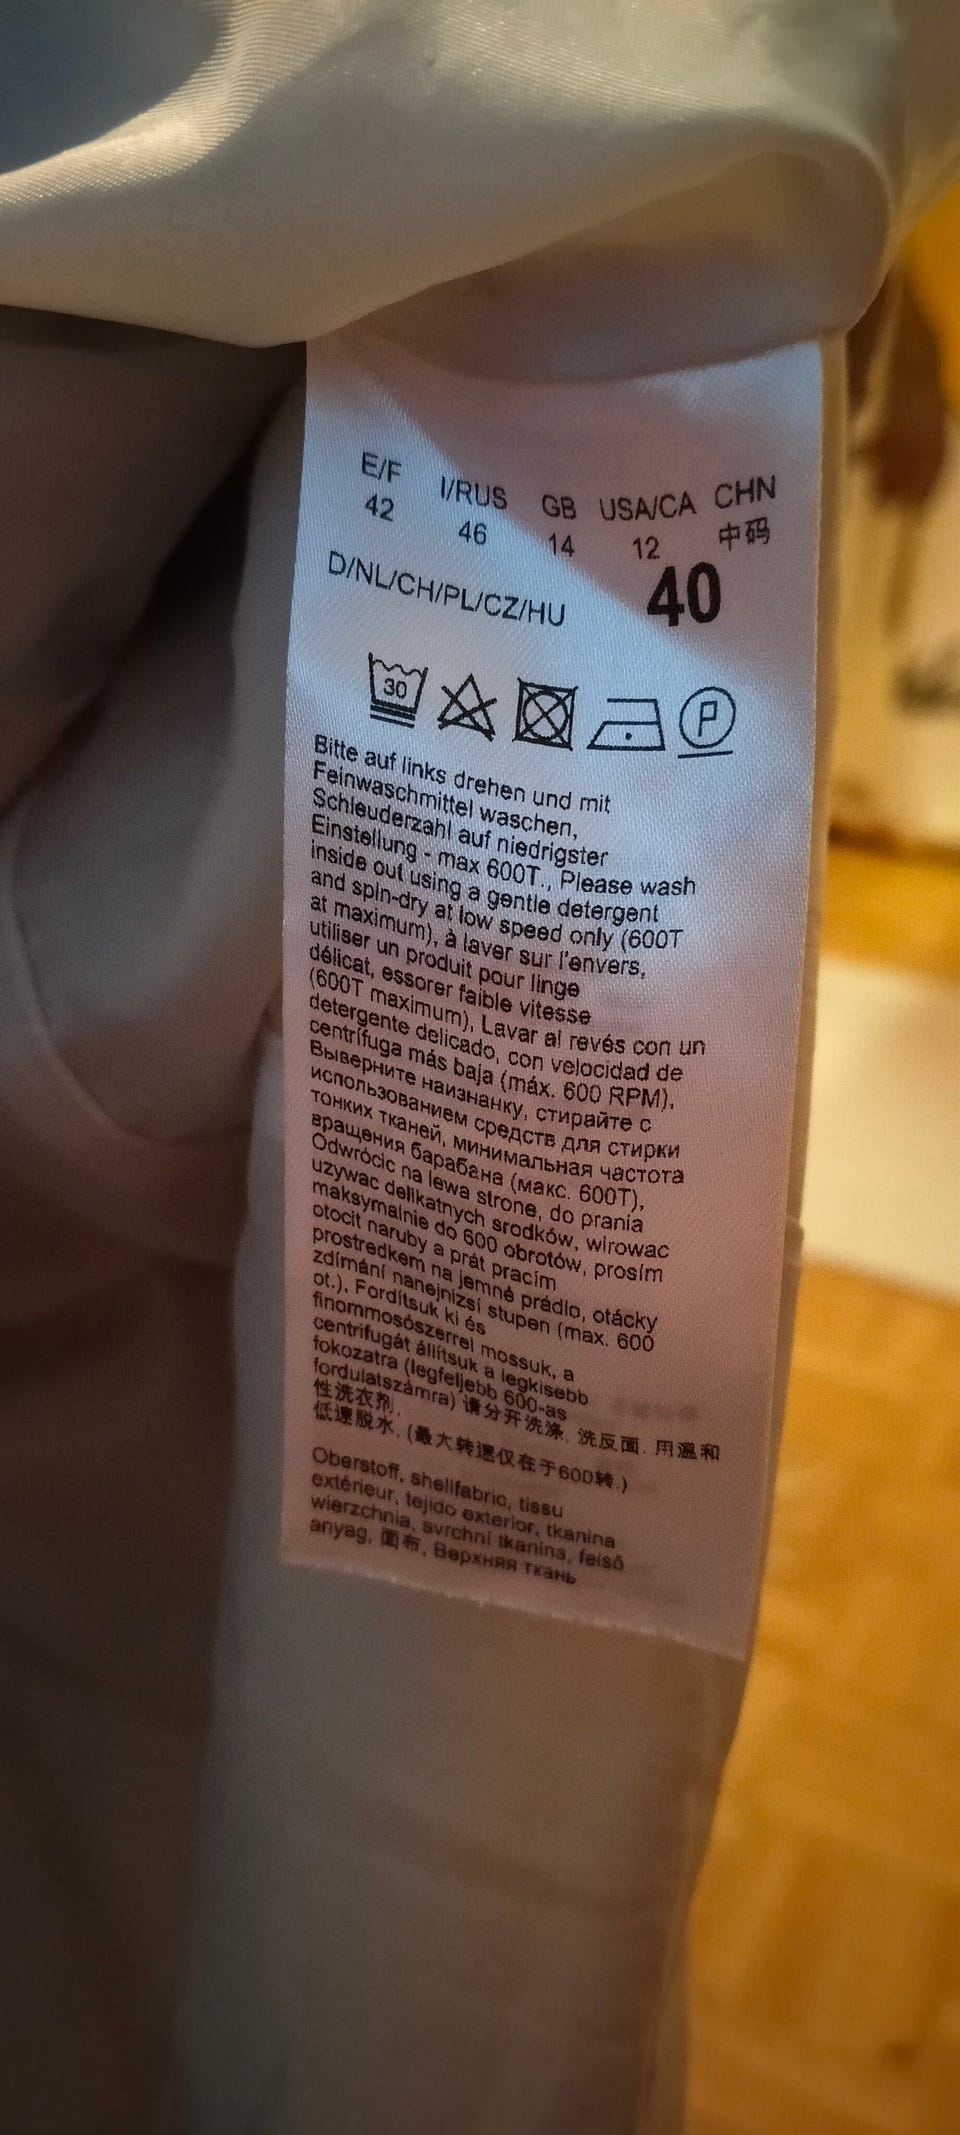 E/F I/RUS GB USA/CA CHN
42 46 14 12 中码
D/NL/CH/PL/CZ/HU 40
30
P
Bitte auf links drehen und mit
Feinwaschmittel waschen,
Schleuderzahl auf niedrigster
Einstellung - max 600T., Please wash
inside out using a gentle detergent
and spin-dry at low speed only (600T
at maximum), à laver sur l'envers,
utiliser un produit pour linge
délicat, essorer faible vitesse
(600T maximum), Lavar al revés con un
detergente delicado, con velocidad de
centrífuga más baja (máx. 600 RPM),
Выверните наизнанку, стирайте с
использованием средств для стирки
тонких тканей, минимальная частота
вращения барабана (макс. 600T),
Odwrócic na lewa strone, do prania
uzywac delikatnych srodków, wirowac
maksymalnie do 600 obrotów, prosím
otocit naruby a prát pracím
prostredkem na jemné prádlo, otácky
zdímání nanejnizsí stupen (max. 600
ot.), Fordítsuk ki és
finommosószerrel mossuk, a
centrifugát állítsuk a legkisebb
fokozatra (legfeljebb 600-as
fordulatszámra) 请分开洗涤. 洗反面. 用温和
性洗衣剂.
低速脱水. (最大转速仅在于600转.)
Oberstoff, shellfabric, tissu
extérieur, tejido exterior, tkanina
wierzchnia, svrchní tkanina, felső
anyag, 面布, Верхняя ткань